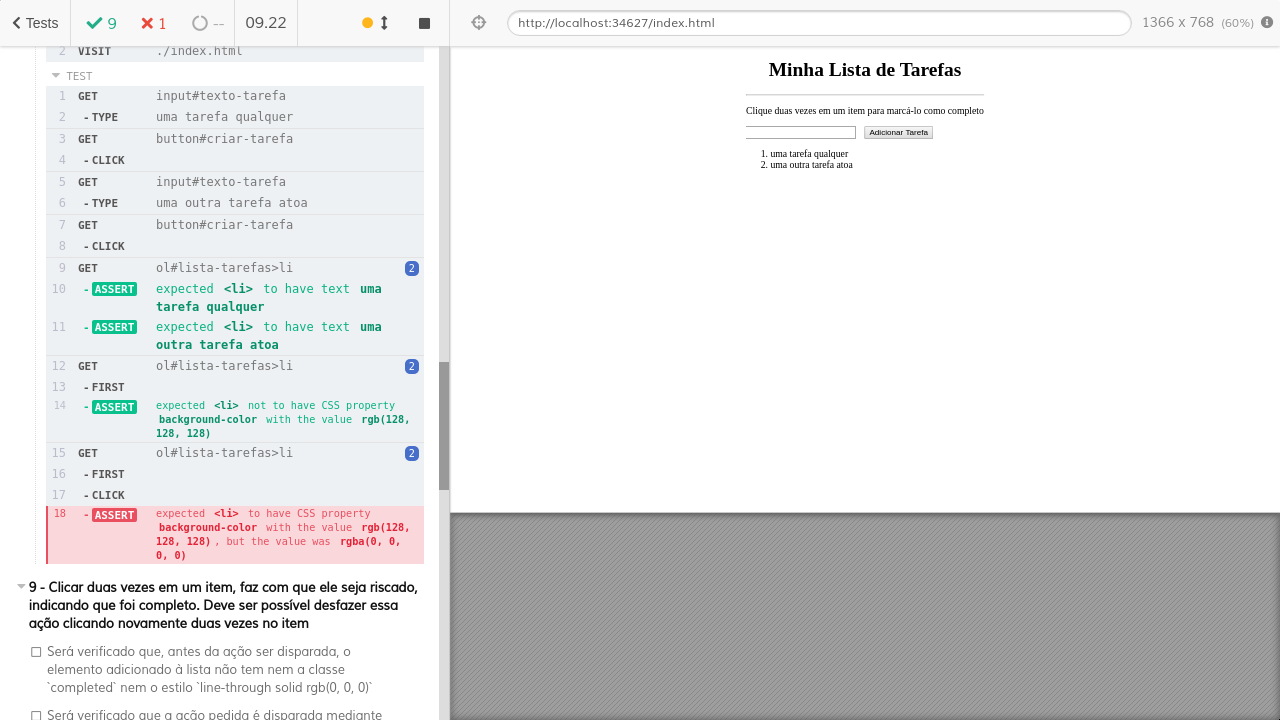 Tests 9 1 -- 09.22
http://localhost:34627/index.html 1366 x 768 (60%)
2 VISIT ./index.html
TEST
1 GET input#texto-tarefa
2 -TYPE uma tarefa qualquer
3 GET button#criar-tarefa
4 -CLICK
5 GET input#texto-tarefa
6 -TYPE uma outra tarefa atoa
7 GET button#criar-tarefa
8 -CLICK
9 GET ol#lista-tarefas>li 2
10 -ASSERT expected <li> to have text uma
tarefa qualquer
11 -ASSERT expected <li> to have text uma
outra tarefa atoa
12 GET ol#lista-tarefas>li 2
13 -FIRST
14 -ASSERT expected <li> not to have CSS property
background-color with the value rgb(128,
128, 128)
15 GET ol#lista-tarefas>li 2
16 -FIRST
17 -CLICK
18 -ASSERT expected <li> to have CSS property
background-color with the value rgb(128,
128, 128) , but the value was rgba(0, 0,
0, 0)
9 - Clicar duas vezes em um item, faz com que ele seja riscado,
indicando que foi completo. Deve ser possível desfazer essa
ação clicando novamente duas vezes no item
Será verificado que, antes da ação ser disparada, o
elemento adicionado à lista não tem nem a classe
`completed` nem o estilo `line-through solid rgb(0, 0, 0)`
Será verificado que a ação pedida é disparada mediante
Minha Lista de Tarefas
Clique duas vezes em um item para marcá-lo como completo
Adicionar Tarefa
1. uma tarefa qualquer
2. uma outra tarefa atoa